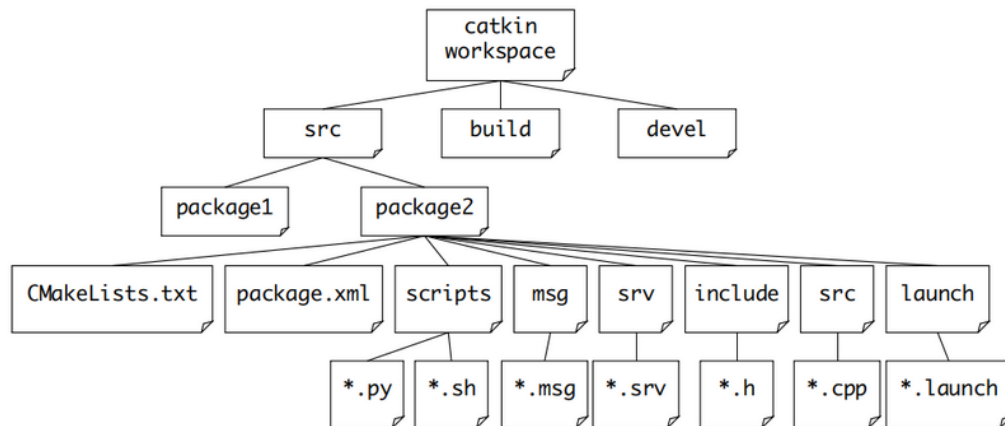 catkin
workspace
src
build
devel
package1
package2
CMakeLists.txt
package.xml
scripts
msg
srv
include
src
launch
*.py
*.sh
*.msg
*.srv
*.h
*.cpp
*.launch